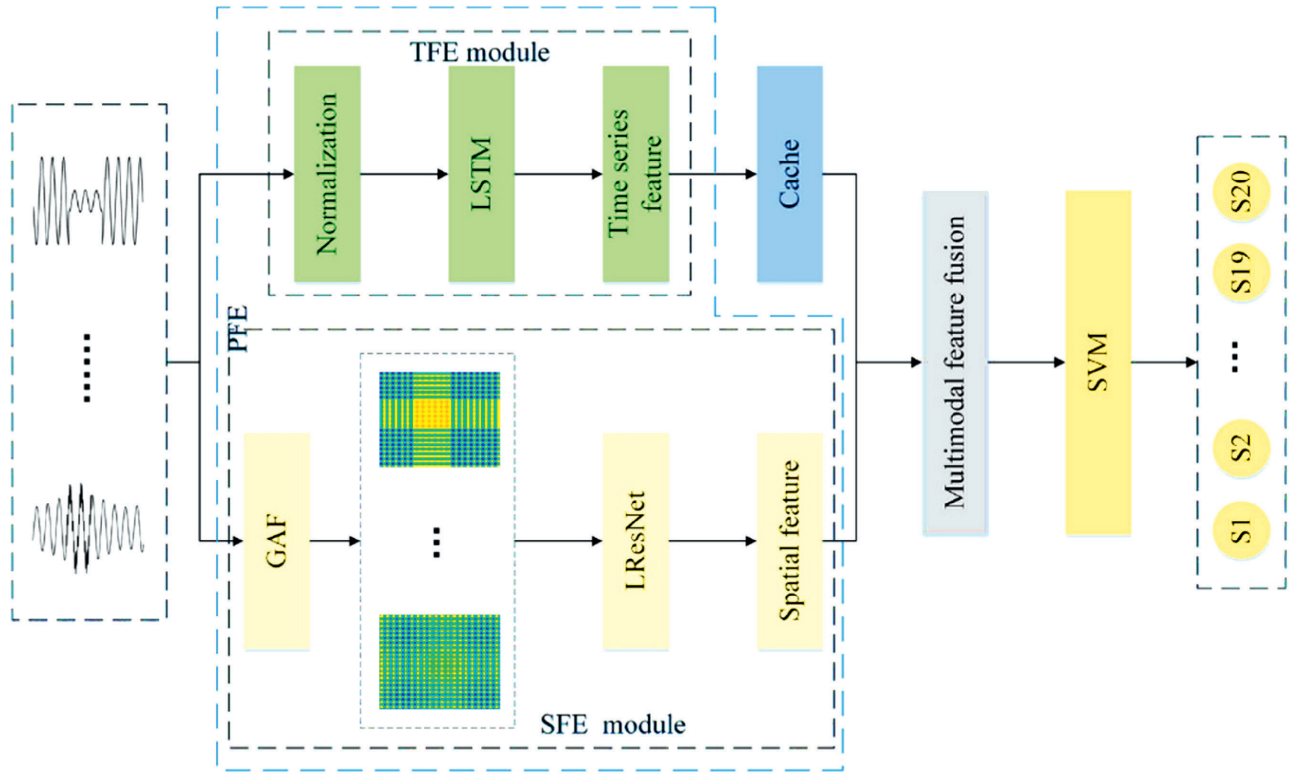 TFE module
Normalization
LSTM
Time series
feature
Cache
PFE
GAF
...
LResNet
Spatial feature
SFE module
Multimodal feature fusion
SVM
S1
S2
...
S19
S20